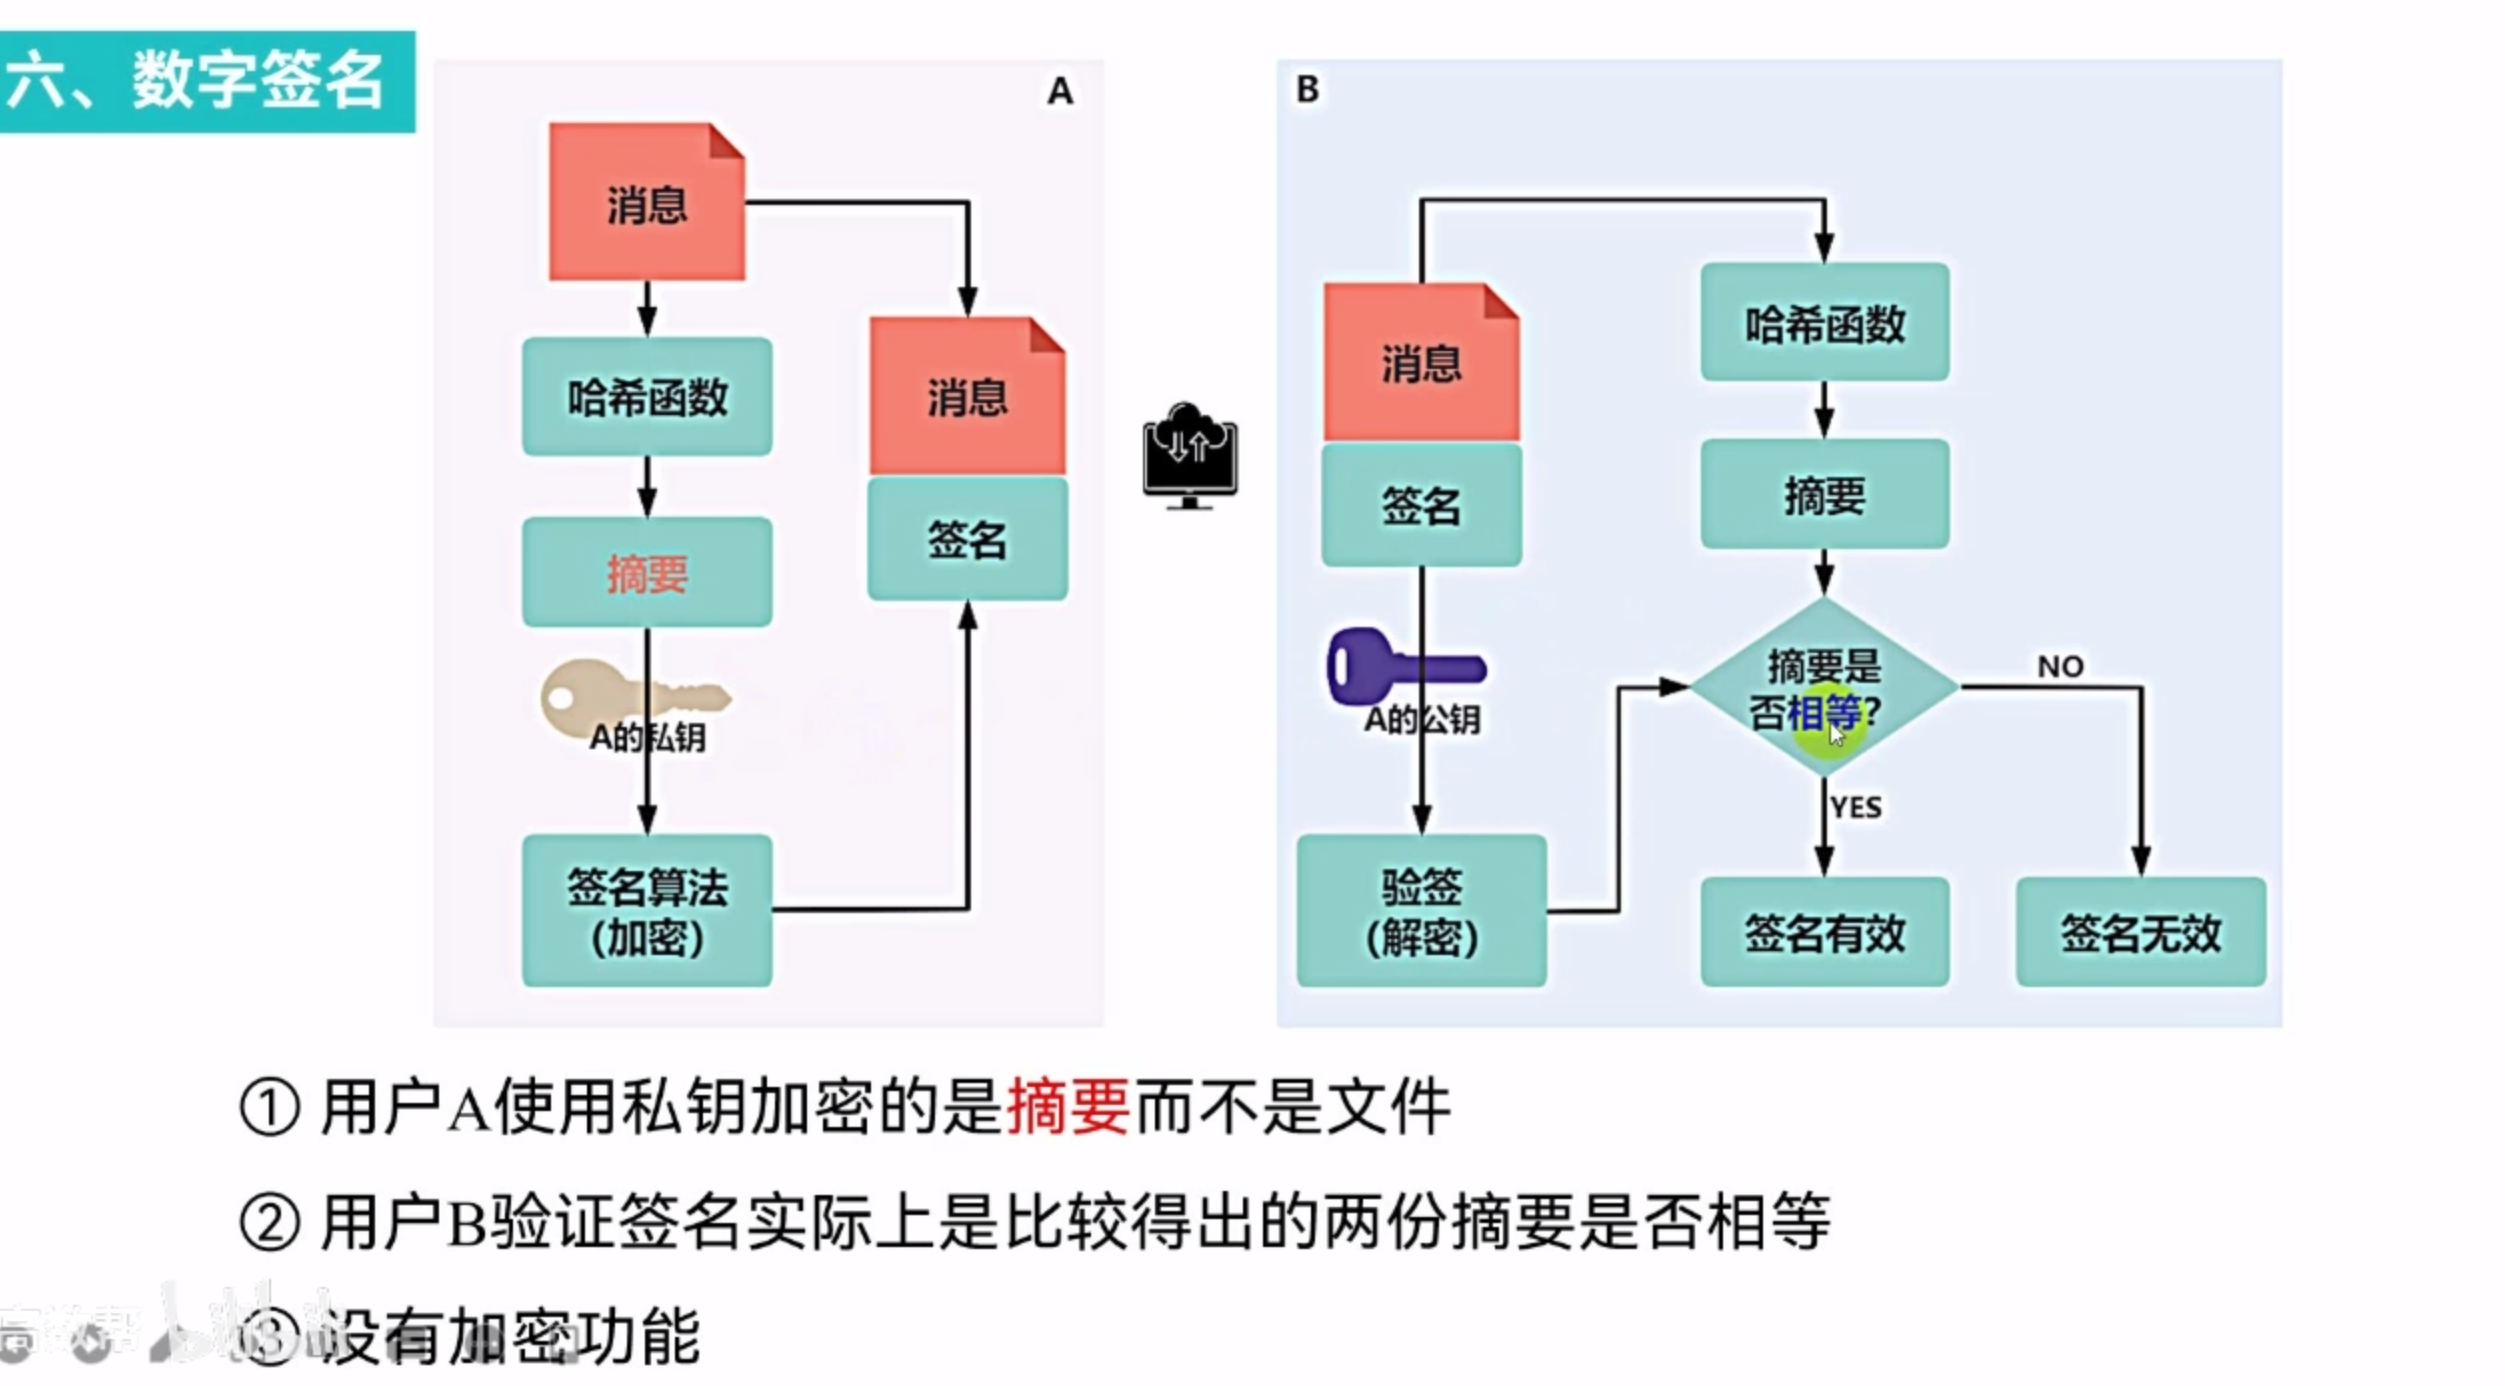 六、数字签名
A
消息
哈希函数
摘要
A的私钥
签名算法
(加密)
消息
签名
B
消息
签名
A的公钥
验签
(解密)
哈希函数
摘要
摘要是
否相等?
NO
YES
签名有效
签名无效
① 用户A使用私钥加密的是摘要而不是文件
② 用户B验证签名实际上是比较得出的两份摘要是否相等
③ 没有加密功能